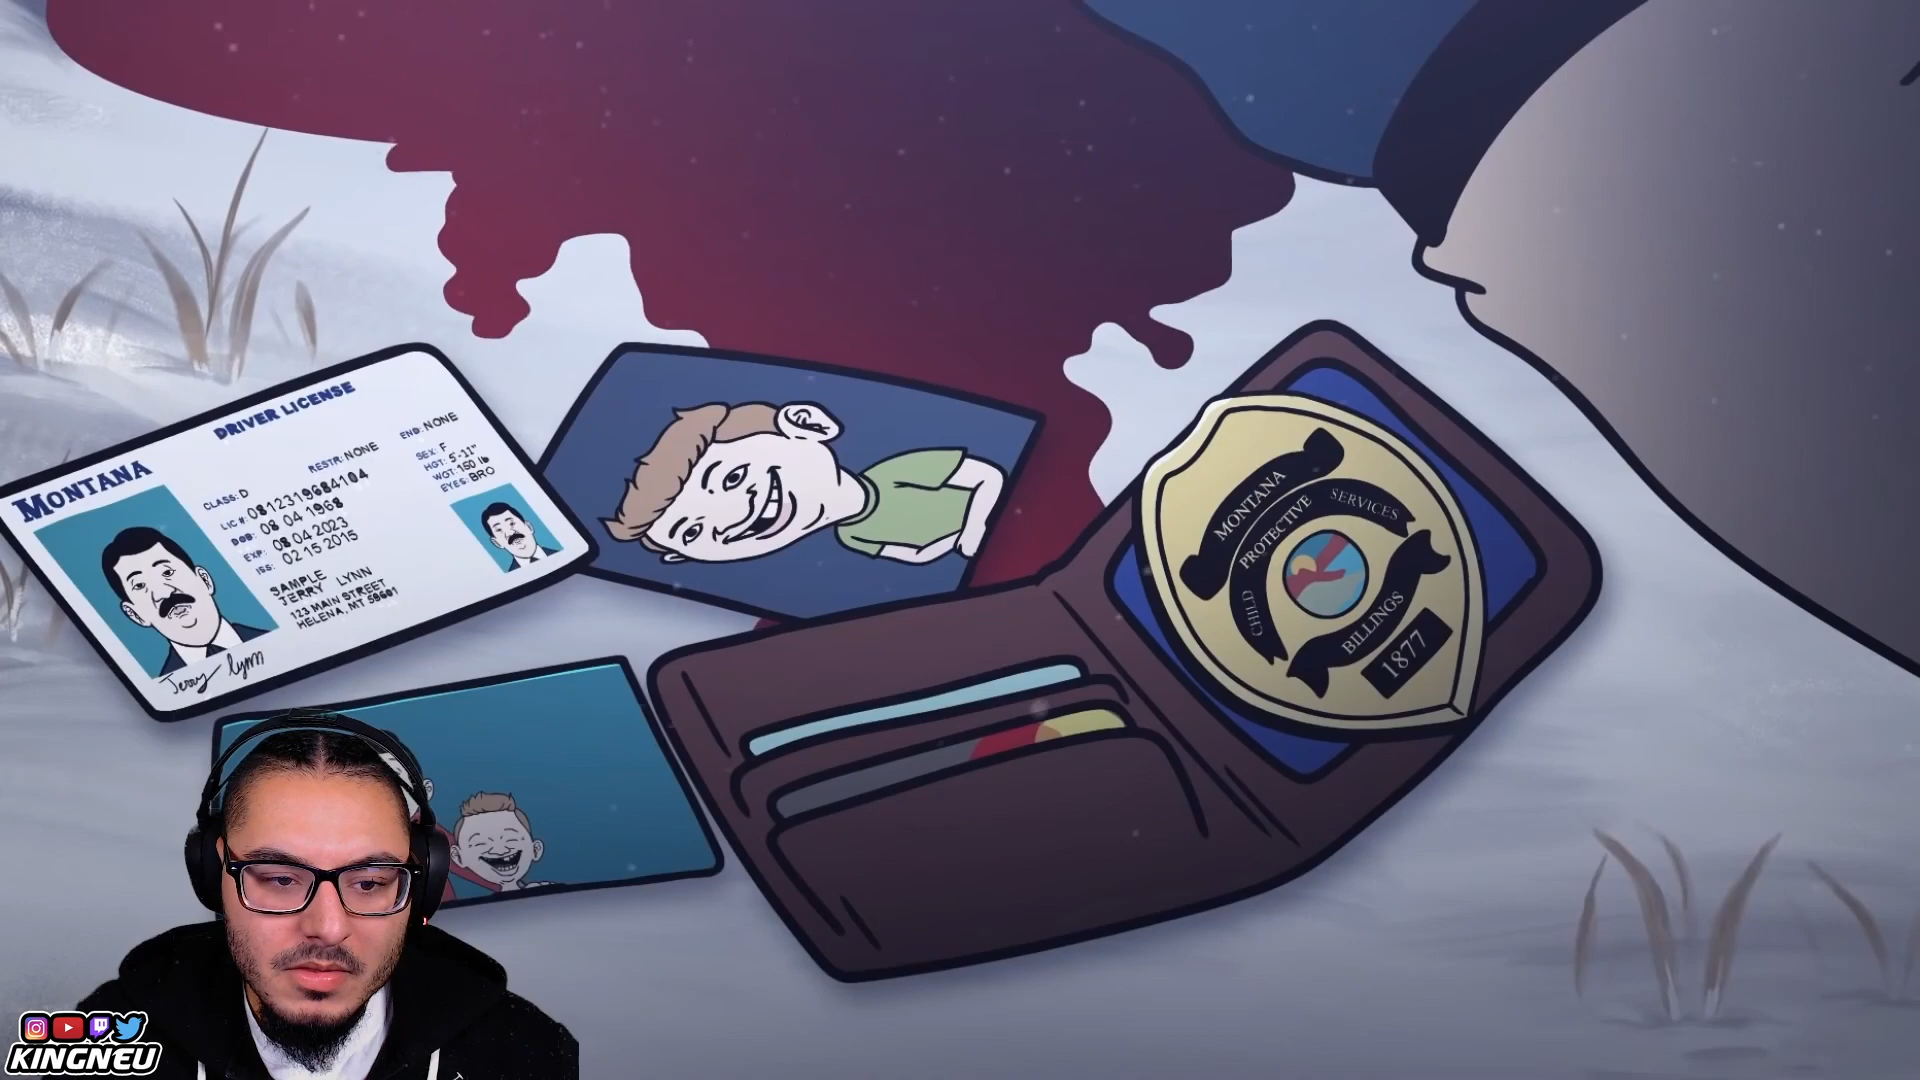 DRIVER LICENSE
MONTANA
CLASS: D
RESTR: NONE
END: NONE
LIC#: 0812319684104
DOB: 08 04 1968
EXP: 08 04 2023
ISS: 02 15 2015
SEX: F
HGT: 5'-11"
WGT: 150 lb
EYES: BRO
SAMPLE
JERRY LYNN
123 MAIN STREET
HELENA, MT 59601
Jerry lynn
MONTANA
CHILD PROTECTIVE SERVICES
BILLINGS
1877
KINGNEU